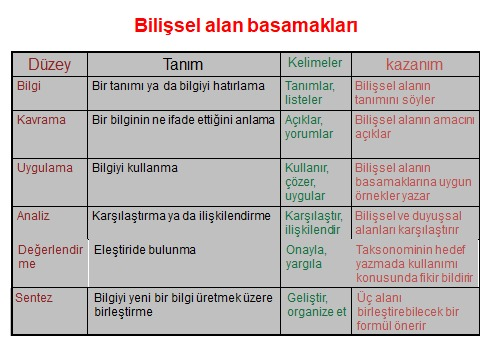 Bilişsel alan basamakları
Düzey Tanım Kelimeler kazanım
Bilgi Bir tanımı ya da bilgiyi hatırlama Tanımlar, Bilişsel alanın
listeler tanımını söyler
Kavrama Bir bilginin ne ifade ettiğini anlama Açıklar, Bilişsel alanın amacını
yorumlar açıklar
Uygulama Bilgiyi kullanma Kullanır, Bilişsel alanın
çözer, basamaklarına uygun
uygular örnekler yazar
Analiz Karşılaştırma ya da ilişkilendirme Karşılaştır, Bilişsel ve duyuşsal
ilişkilendir alanları karşılaştırır
Değerlendir Eleştiride bulunma Onayla, Taksonominin hedef
me yargıla yazmada kullanımı
konusunda fikir bildirir
Sentez Bilgiyi yeni bir bilgi üretmek üzere Geliştir, Üç alanı
birleştirme organize et birleştirebilecek bir
formül önerir